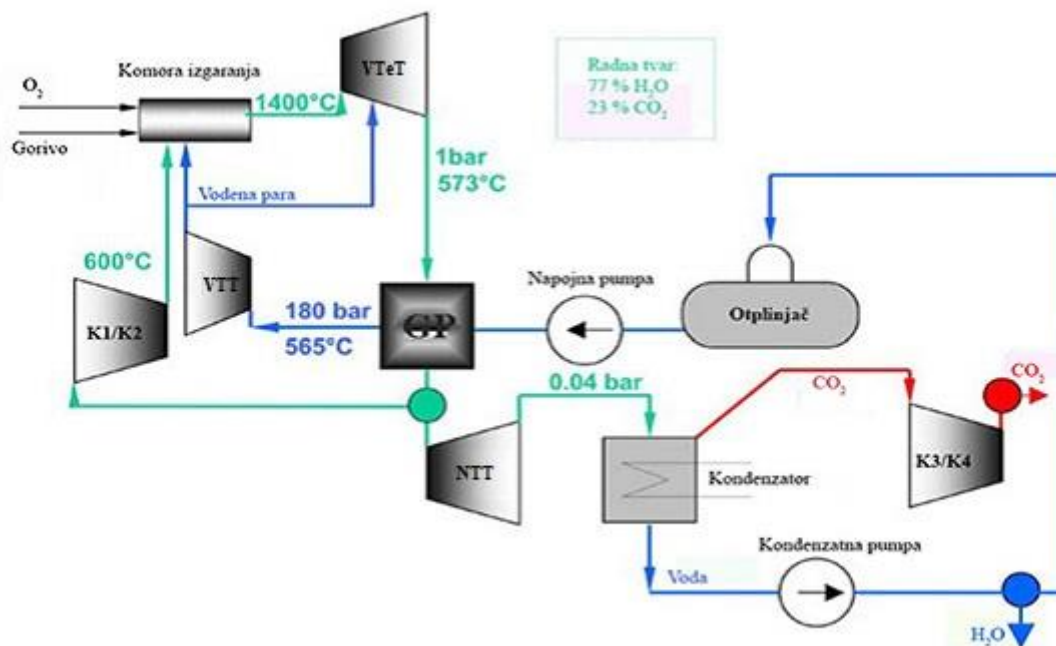 Komora izgaranja
VTeT
O₂
Gorivo
1400°C
Radna tvar:
77 % H₂O
23 % CO₂
1bar
573°C
Vodena para
600°C
VTT
K1/K2
180 bar
565°C
GP
Napojna pumpa
Otplinjač
0.04 bar
CO₂
CO₂
NTT
K3/K4
Kondenzator
Kondenzatna pumpa
Voda
H₂O